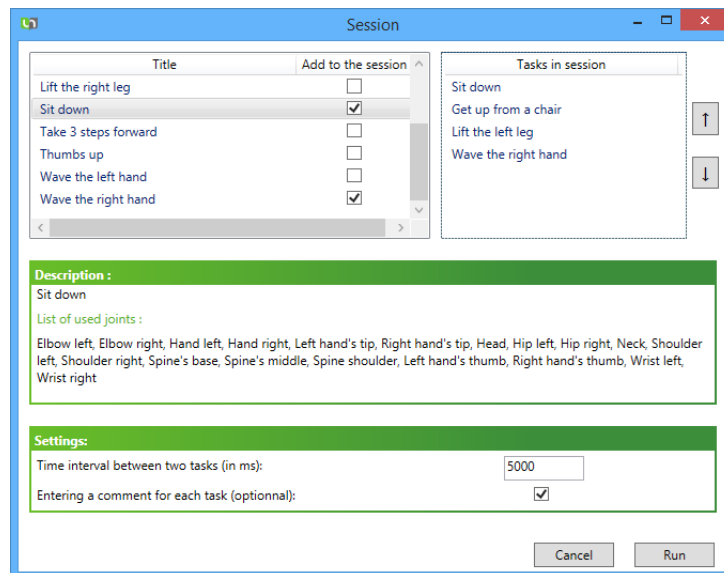 Session
Title Add to the session
Lift the right leg
Sit down
Take 3 steps forward
Thumbs up
Wave the left hand
Wave the right hand
Tasks in session
Sit down
Get up from a chair
Lift the left leg
Wave the right hand
Description :
Sit down
List of used joints :
Elbow left, Elbow right, Hand left, Hand right, Left hand's tip, Right hand's tip, Head, Hip left, Hip right, Neck, Shoulder
left, Shoulder right, Spine's base, Spine's middle, Spine shoulder, Left hand's thumb, Right hand's thumb, Wrist left,
Wrist right
Settings:
Time interval between two tasks (in ms): 5000
Entering a comment for each task (optionnal):
Cancel Run